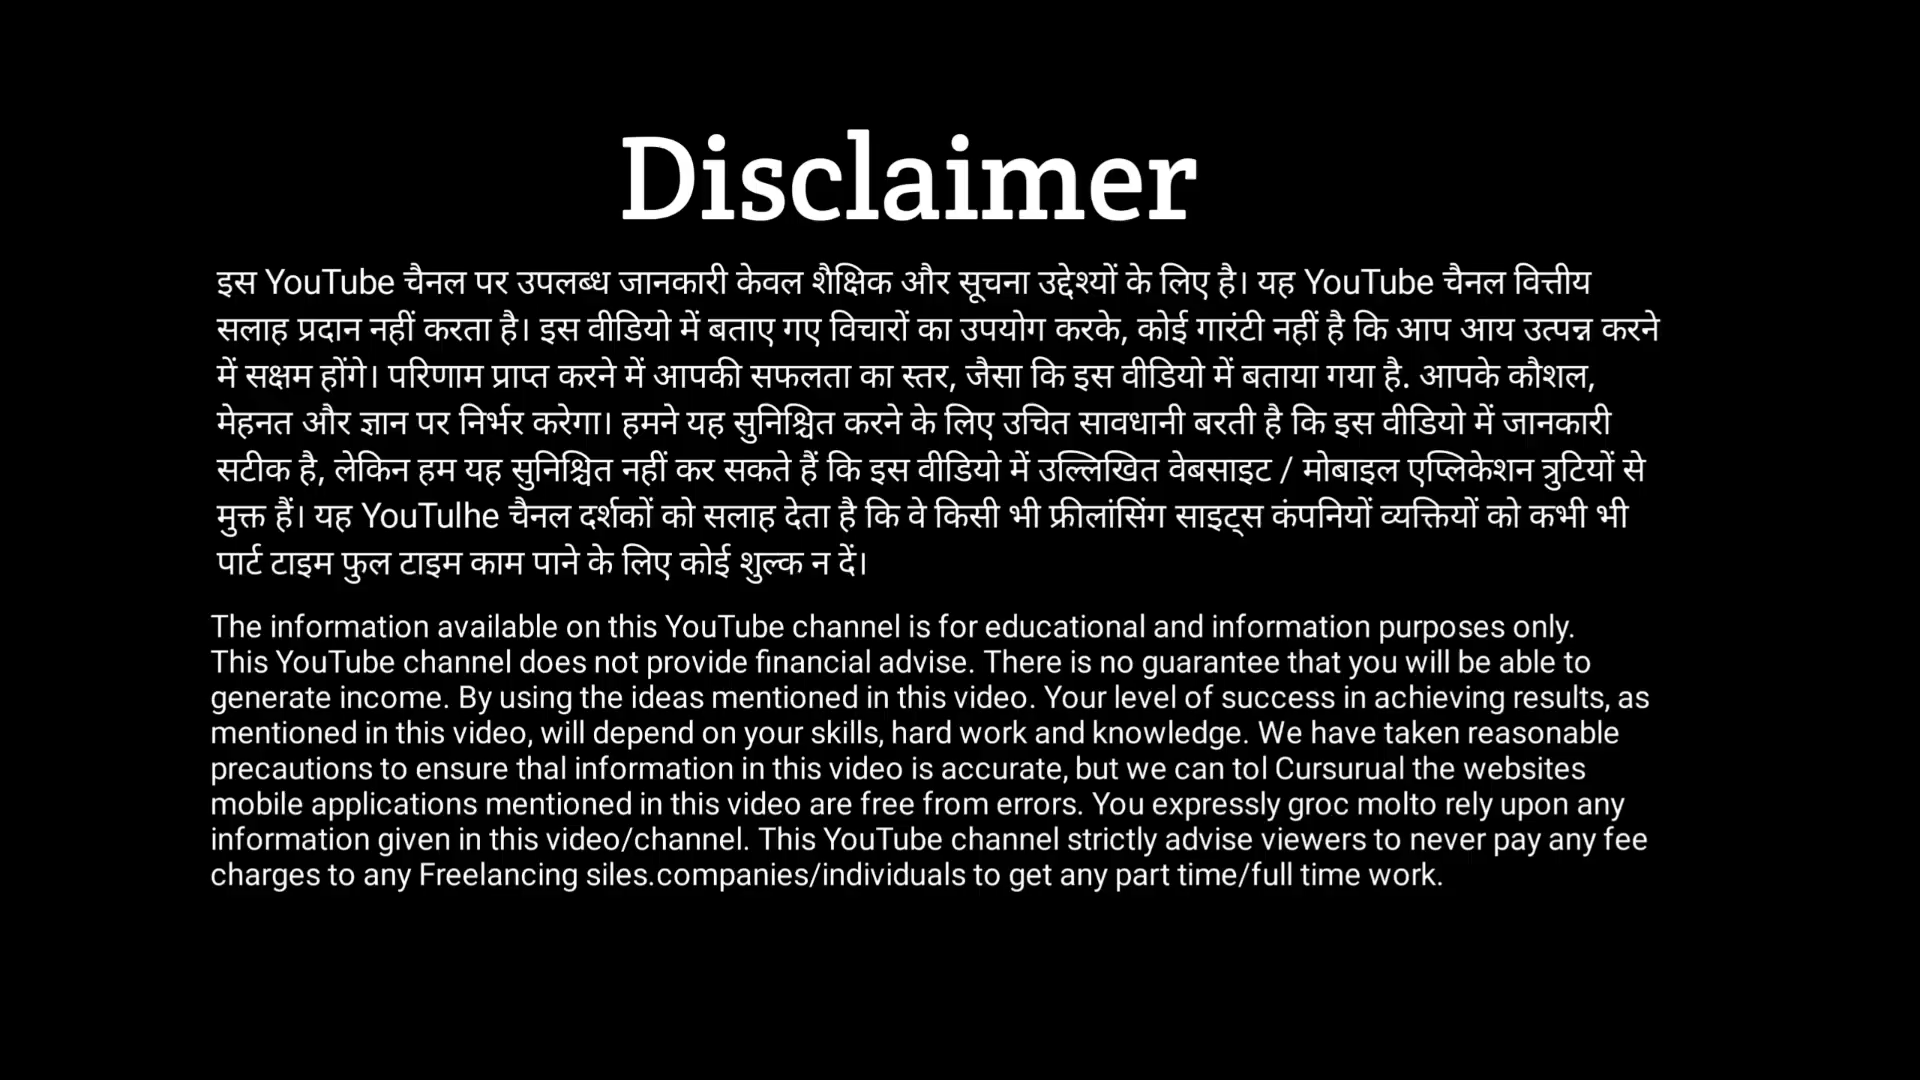 Disclaimer
इस YouTube चैनल पर उपलब्ध जानकारी केवल शैक्षिक और सूचना उद्देश्यों के लिए है। यह YouTube चैनल वित्तीय
सलाह प्रदान नहीं करता है। इस वीडियो में बताए गए विचारों का उपयोग करके, कोई गारंटी नहीं है कि आप आय उत्पन्न करने
में सक्षम होंगे। परिणाम प्राप्त करने में आपकी सफलता का स्तर, जैसा कि इस वीडियो में बताया गया है. आपके कौशल,
मेहनत और ज्ञान पर निर्भर करेगा। हमने यह सुनिश्चित करने के लिए उचित सावधानी बरती है कि इस वीडियो में जानकारी
सटीक है, लेकिन हम यह सुनिश्चित नहीं कर सकते हैं कि इस वीडियो में उल्लिखित वेबसाइट / मोबाइल एप्लिकेशन त्रुटियों से
मुक्त हैं। यह YouTulhe चैनल दर्शकों को सलाह देता है कि वे किसी भी फ्रीलांसिंग साइट्स कंपनियों व्यक्तियों को कभी भी
पार्ट टाइम फुल टाइम काम पाने के लिए कोई शुल्क न दें।
The information available on this YouTube channel is for educational and information purposes only.
This YouTube channel does not provide financial advise. There is no guarantee that you will be able to
generate income. By using the ideas mentioned in this video. Your level of success in achieving results, as
mentioned in this video, will depend on your skills, hard work and knowledge. We have taken reasonable
precautions to ensure thal information in this video is accurate, but we can tol Cursurual the websites
mobile applications mentioned in this video are free from errors. You expressly groc molto rely upon any
information given in this video/channel. This YouTube channel strictly advise viewers to never pay any fee
charges to any Freelancing siles.companies/individuals to get any part time/full time work.